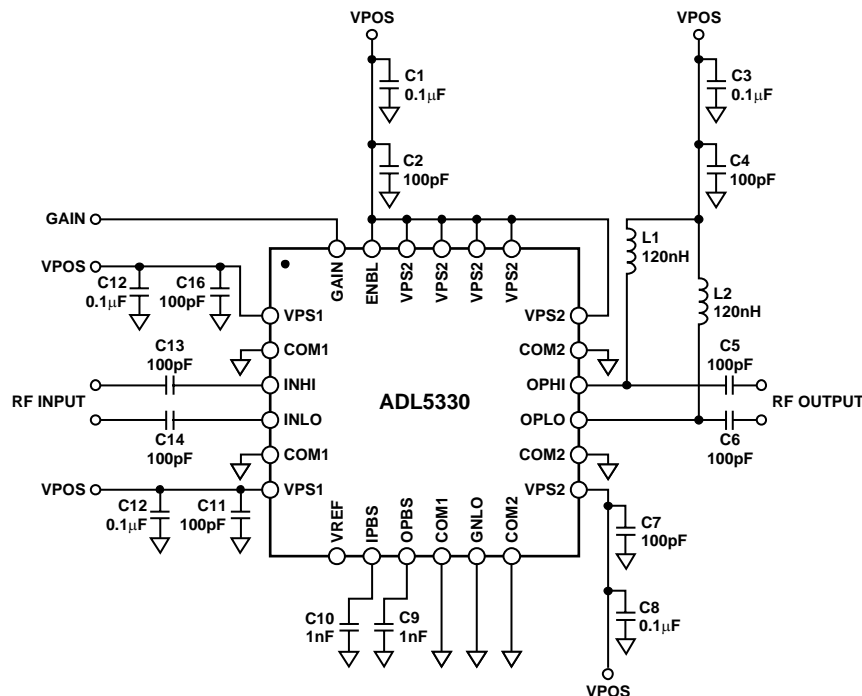 VPOS
VPOS
C1
0.1μF
C3
0.1μF
C2
100pF
C4
100pF
GAIN
VPOS
C12
0.1μF
C16
100pF
GAIN
ENBL
VPS2
VPS2
VPS2
VPS2
L1
120nH
L2
120nH
VPS1
VPS2
COM1
COM2
C13
100pF
C5
100pF
INHI
OPHI
RF INPUT
ADL5330
RF OUTPUT
INLO
OPLO
C14
100pF
C6
100pF
COM1
COM2
VPOS
VPS1
VPS2
C12
0.1μF
C11
100pF
VREF
IPBS
OPBS
COM1
GNLO
COM2
C7
100pF
C10
1nF
C9
1nF
C8
0.1μF
VPOS